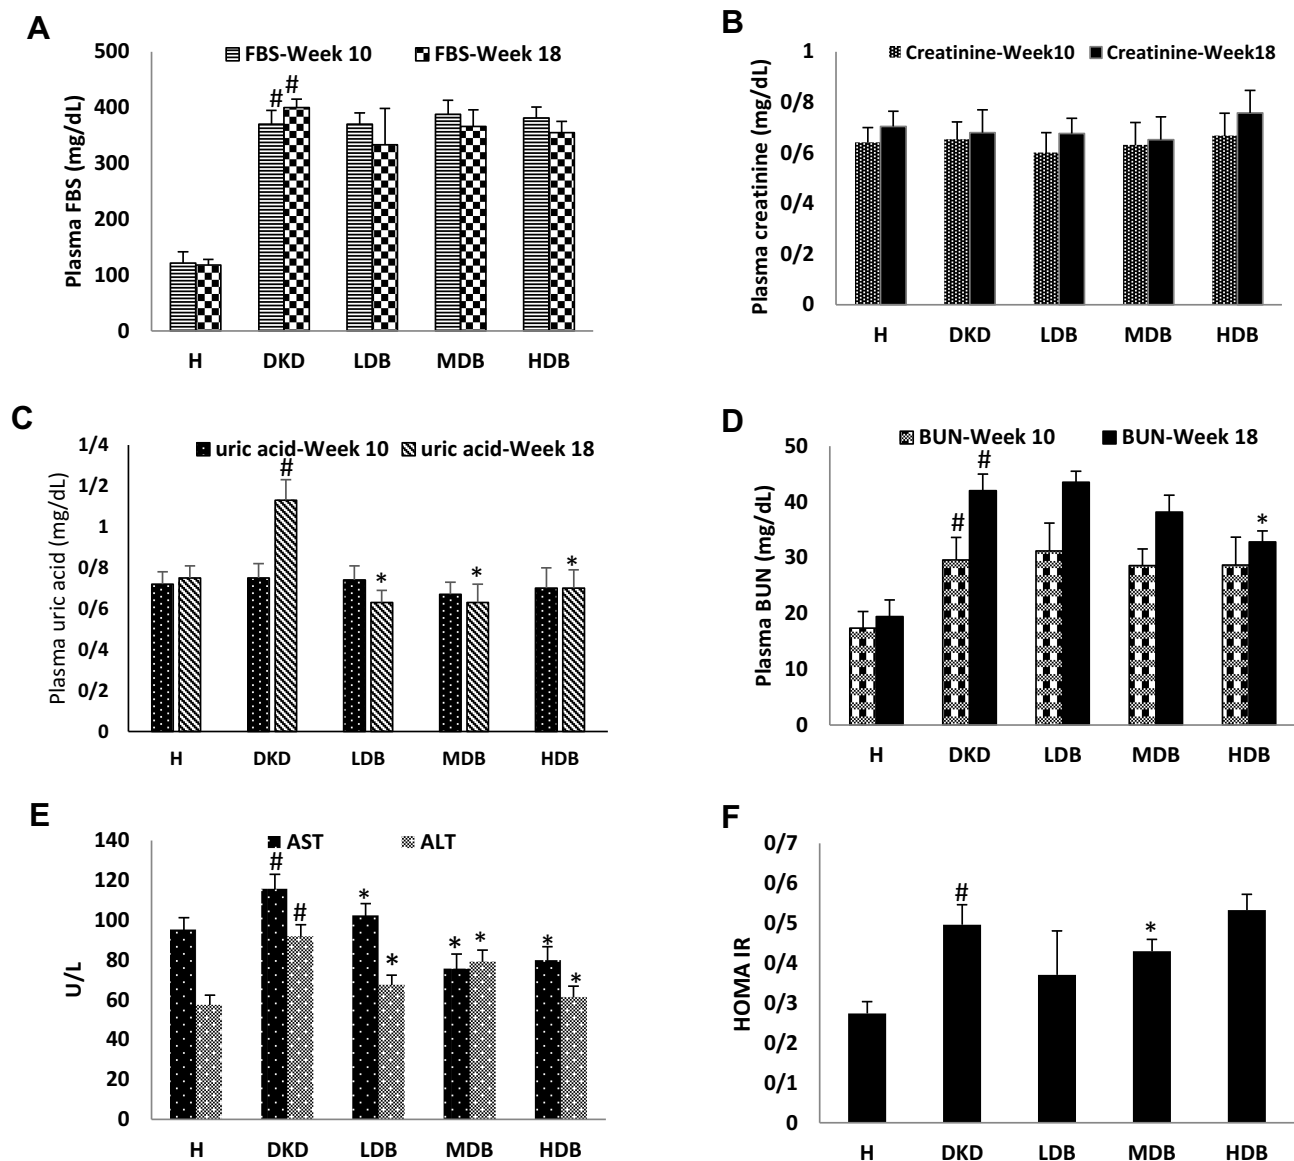 A
FBS-Week 10 FBS-Week 18
Plasma FBS (mg/dL)
500
400
300
200
100
0
# #
H DKD LDB MDB HDB
B
Creatinine-Week10 Creatinine-Week18
Plasma creatinine (mg/dL)
1
0/8
0/6
0/4
0/2
0
H DKD LDB MDB HDB
C
uric acid-Week 10 uric acid-Week 18
Plasma uric acid (mg/dL)
1/4
1/2
1
0/8
0/6
0/4
0/2
0
# * * *
H DKD LDB MDB HDB
D
BUN-Week 10 BUN-Week 18
Plasma BUN (mg/dL)
50
40
30
20
10
0
# # *
H DKD LDB MDB HDB
E
AST ALT
U/L
140
120
100
80
60
40
20
0
# # * * * * * *
H DKD LDB MDB HDB
F
HOMA IR
0/7
0/6
0/5
0/4
0/3
0/2
0/1
0
# *
H DKD LDB MDB HDB